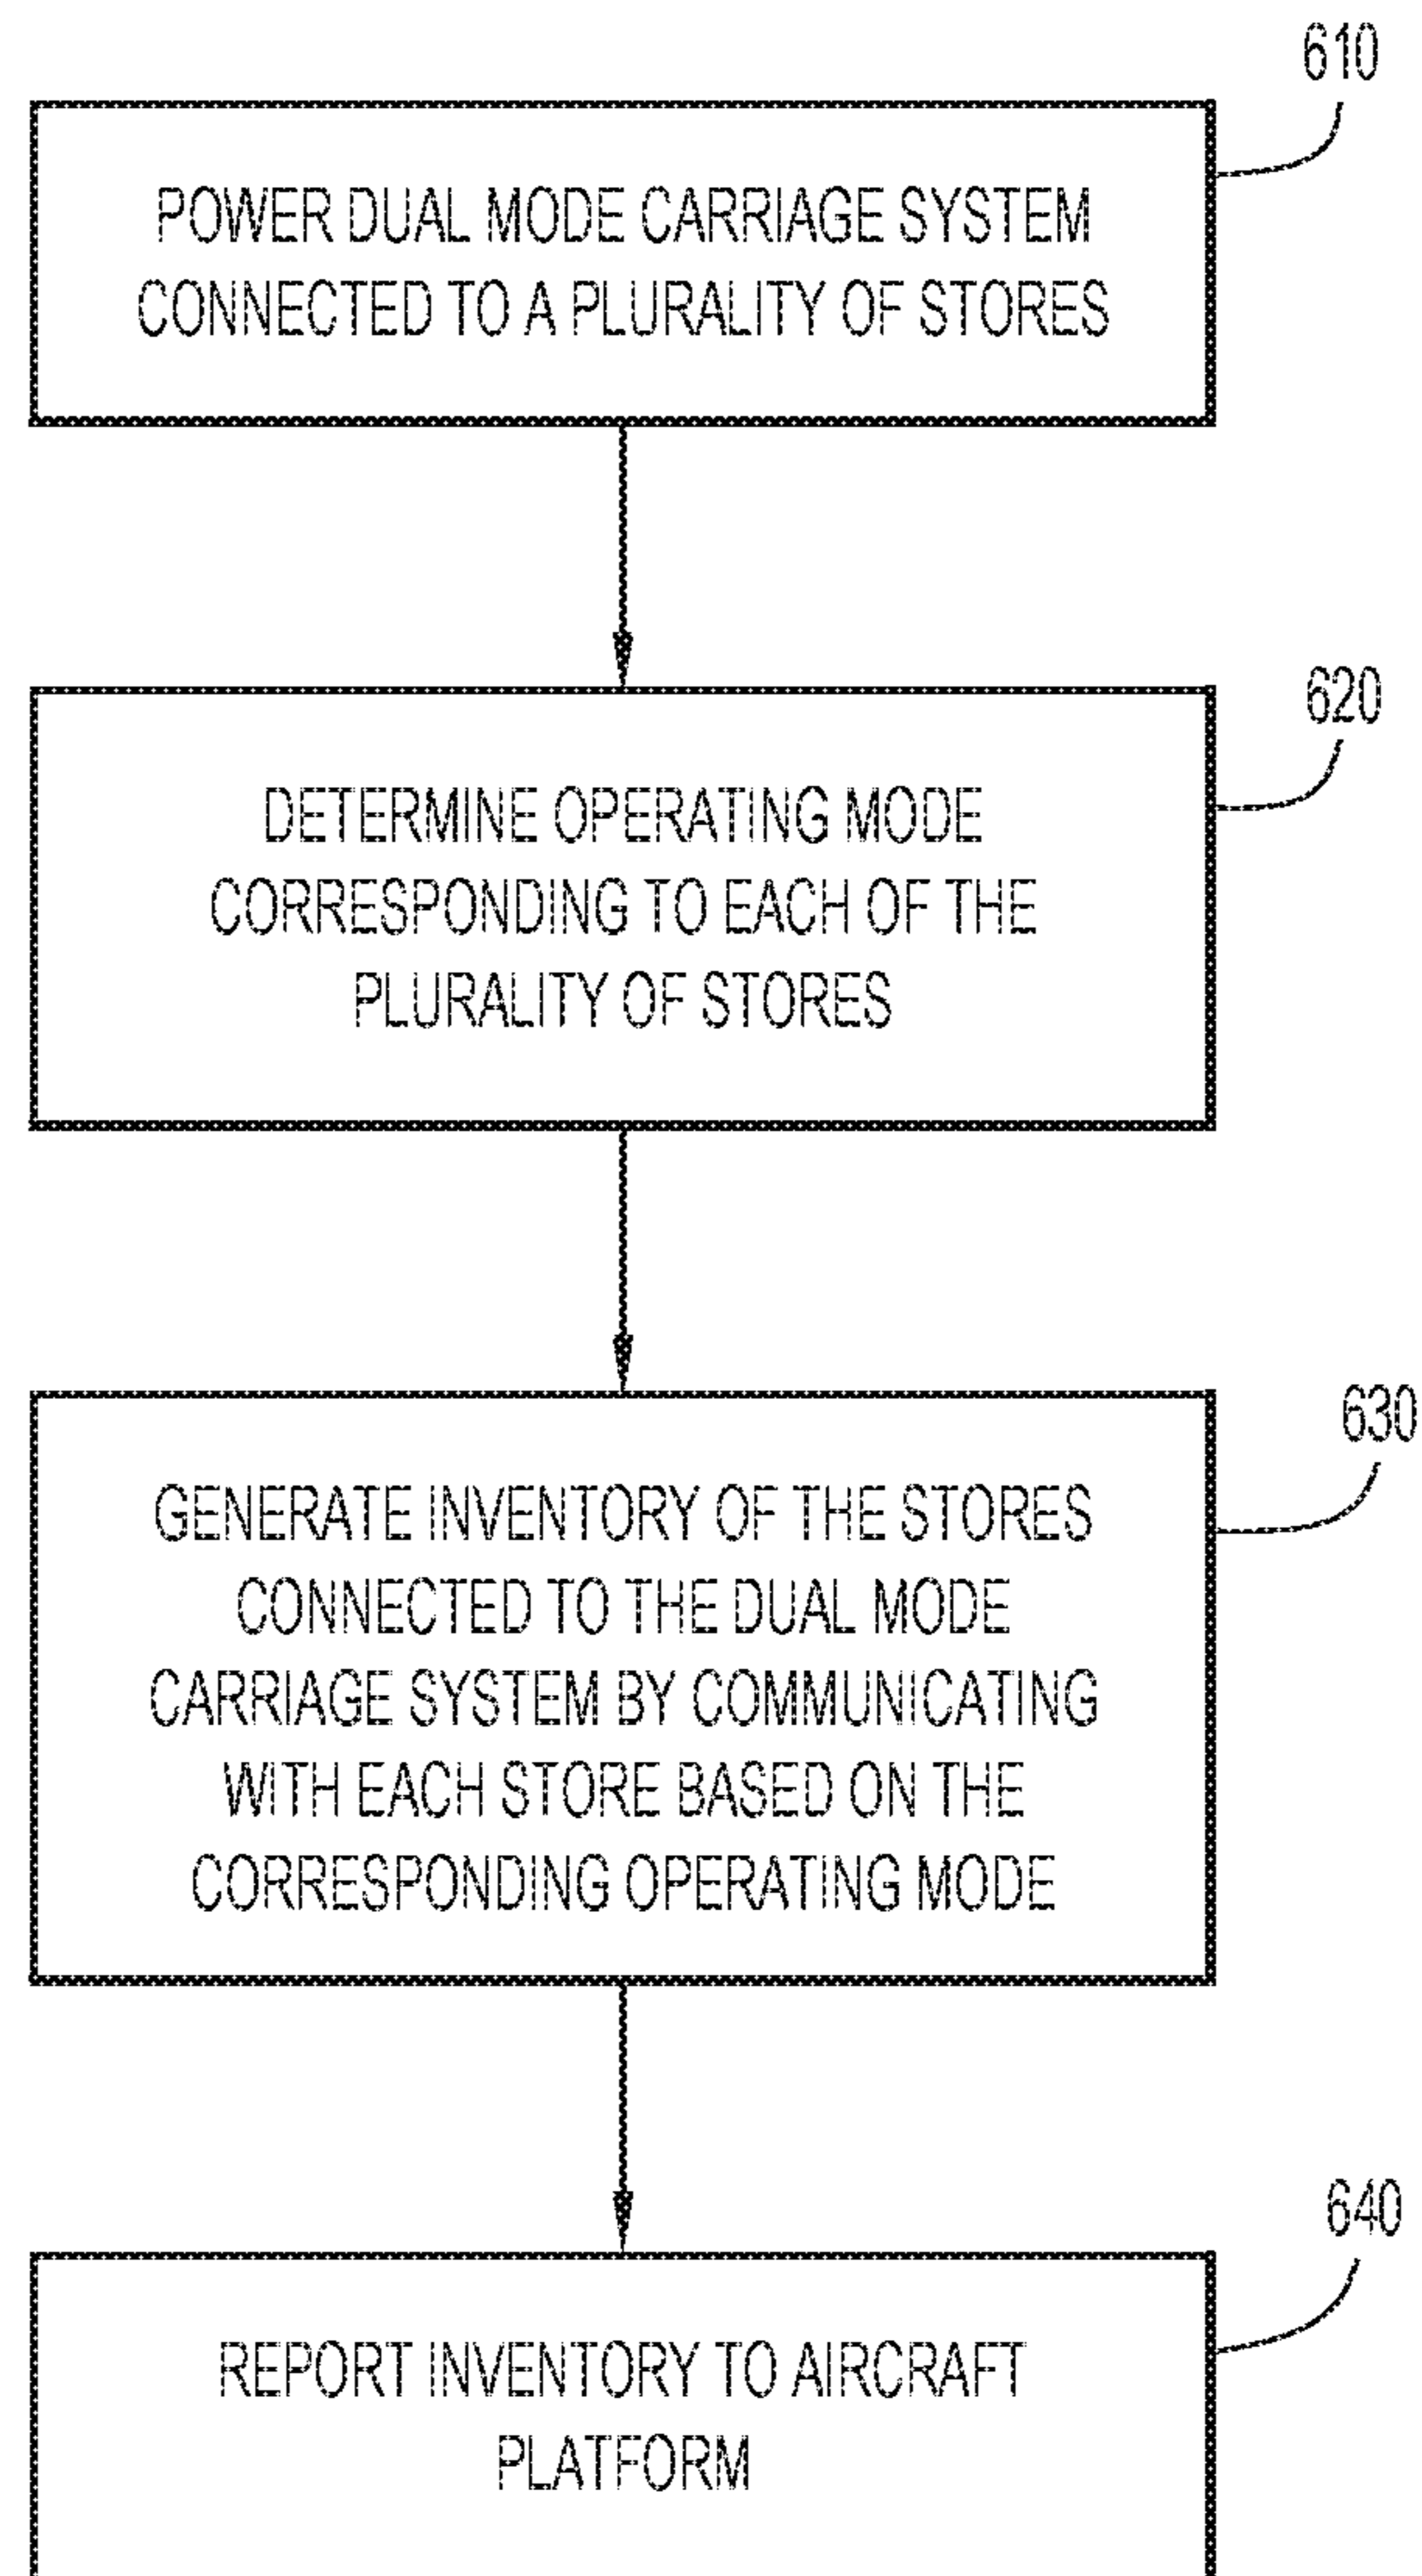 610
POWER DUAL MODE CARRIAGE SYSTEM
CONNECTED TO A PLURALITY OF STORES
620
DETERMINE OPERATING MODE
CORRESPONDING TO EACH OF THE
PLURALITY OF STORES
630
GENERATE INVENTORY OF THE STORES
CONNECTED TO THE DUAL MODE
CARRIAGE SYSTEM BY COMMUNICATING
WITH EACH STORE BASED ON THE
CORRESPONDING OPERATING MODE
640
REPORT INVENTORY TO AIRCRAFT
PLATFORM